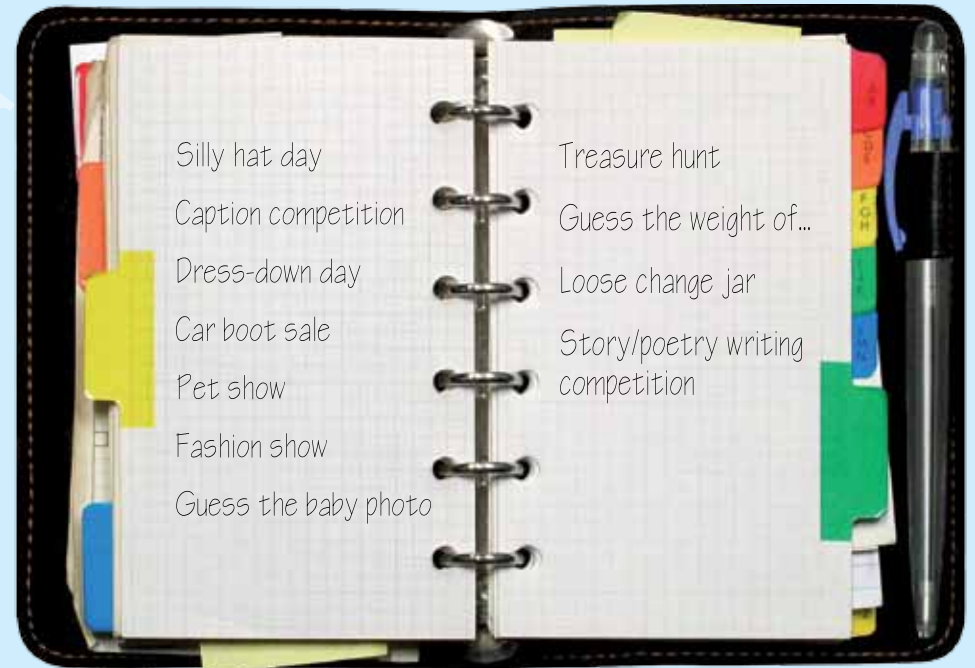 Silly hat day
Caption competition
Dress-down day
Car boot sale
Pet show
Fashion show
Guess the baby photo
Treasure hunt
Guess the weight of...
Loose change jar
Story/poetry writing
competition